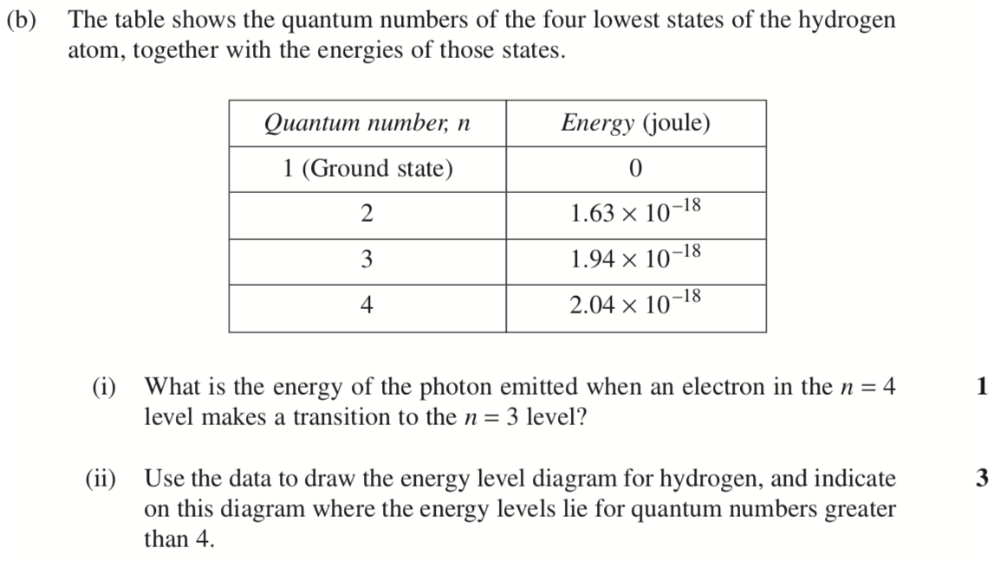 (b) The table shows the quantum numbers of the four lowest states of the hydrogen
atom, together with the energies of those states.
Quantum number, n Energy (joule)
1 (Ground state) 0
2 1.63 × 10⁻¹⁸
3 1.94 × 10⁻¹⁸
4 2.04 × 10⁻¹⁸
(i) What is the energy of the photon emitted when an electron in the n = 4 1
level makes a transition to the n = 3 level?
(ii) Use the data to draw the energy level diagram for hydrogen, and indicate 3
on this diagram where the energy levels lie for quantum numbers greater
than 4.